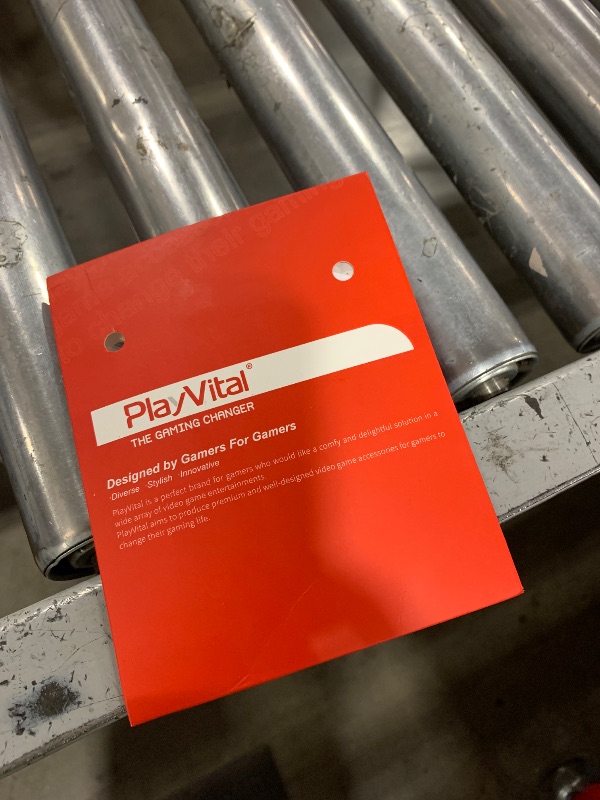 PlayVital®
THE GAMING CHANGER
Designed by Gamers For Gamers
·Diverse ·Stylish ·Innovative
PlayVital is a perfect brand for gamers who would like a comfy and delightful solution in a
wide array of video game entertainments.
PlayVital aims to produce premium and well-designed video game accessories for gamers to
change their gaming life.